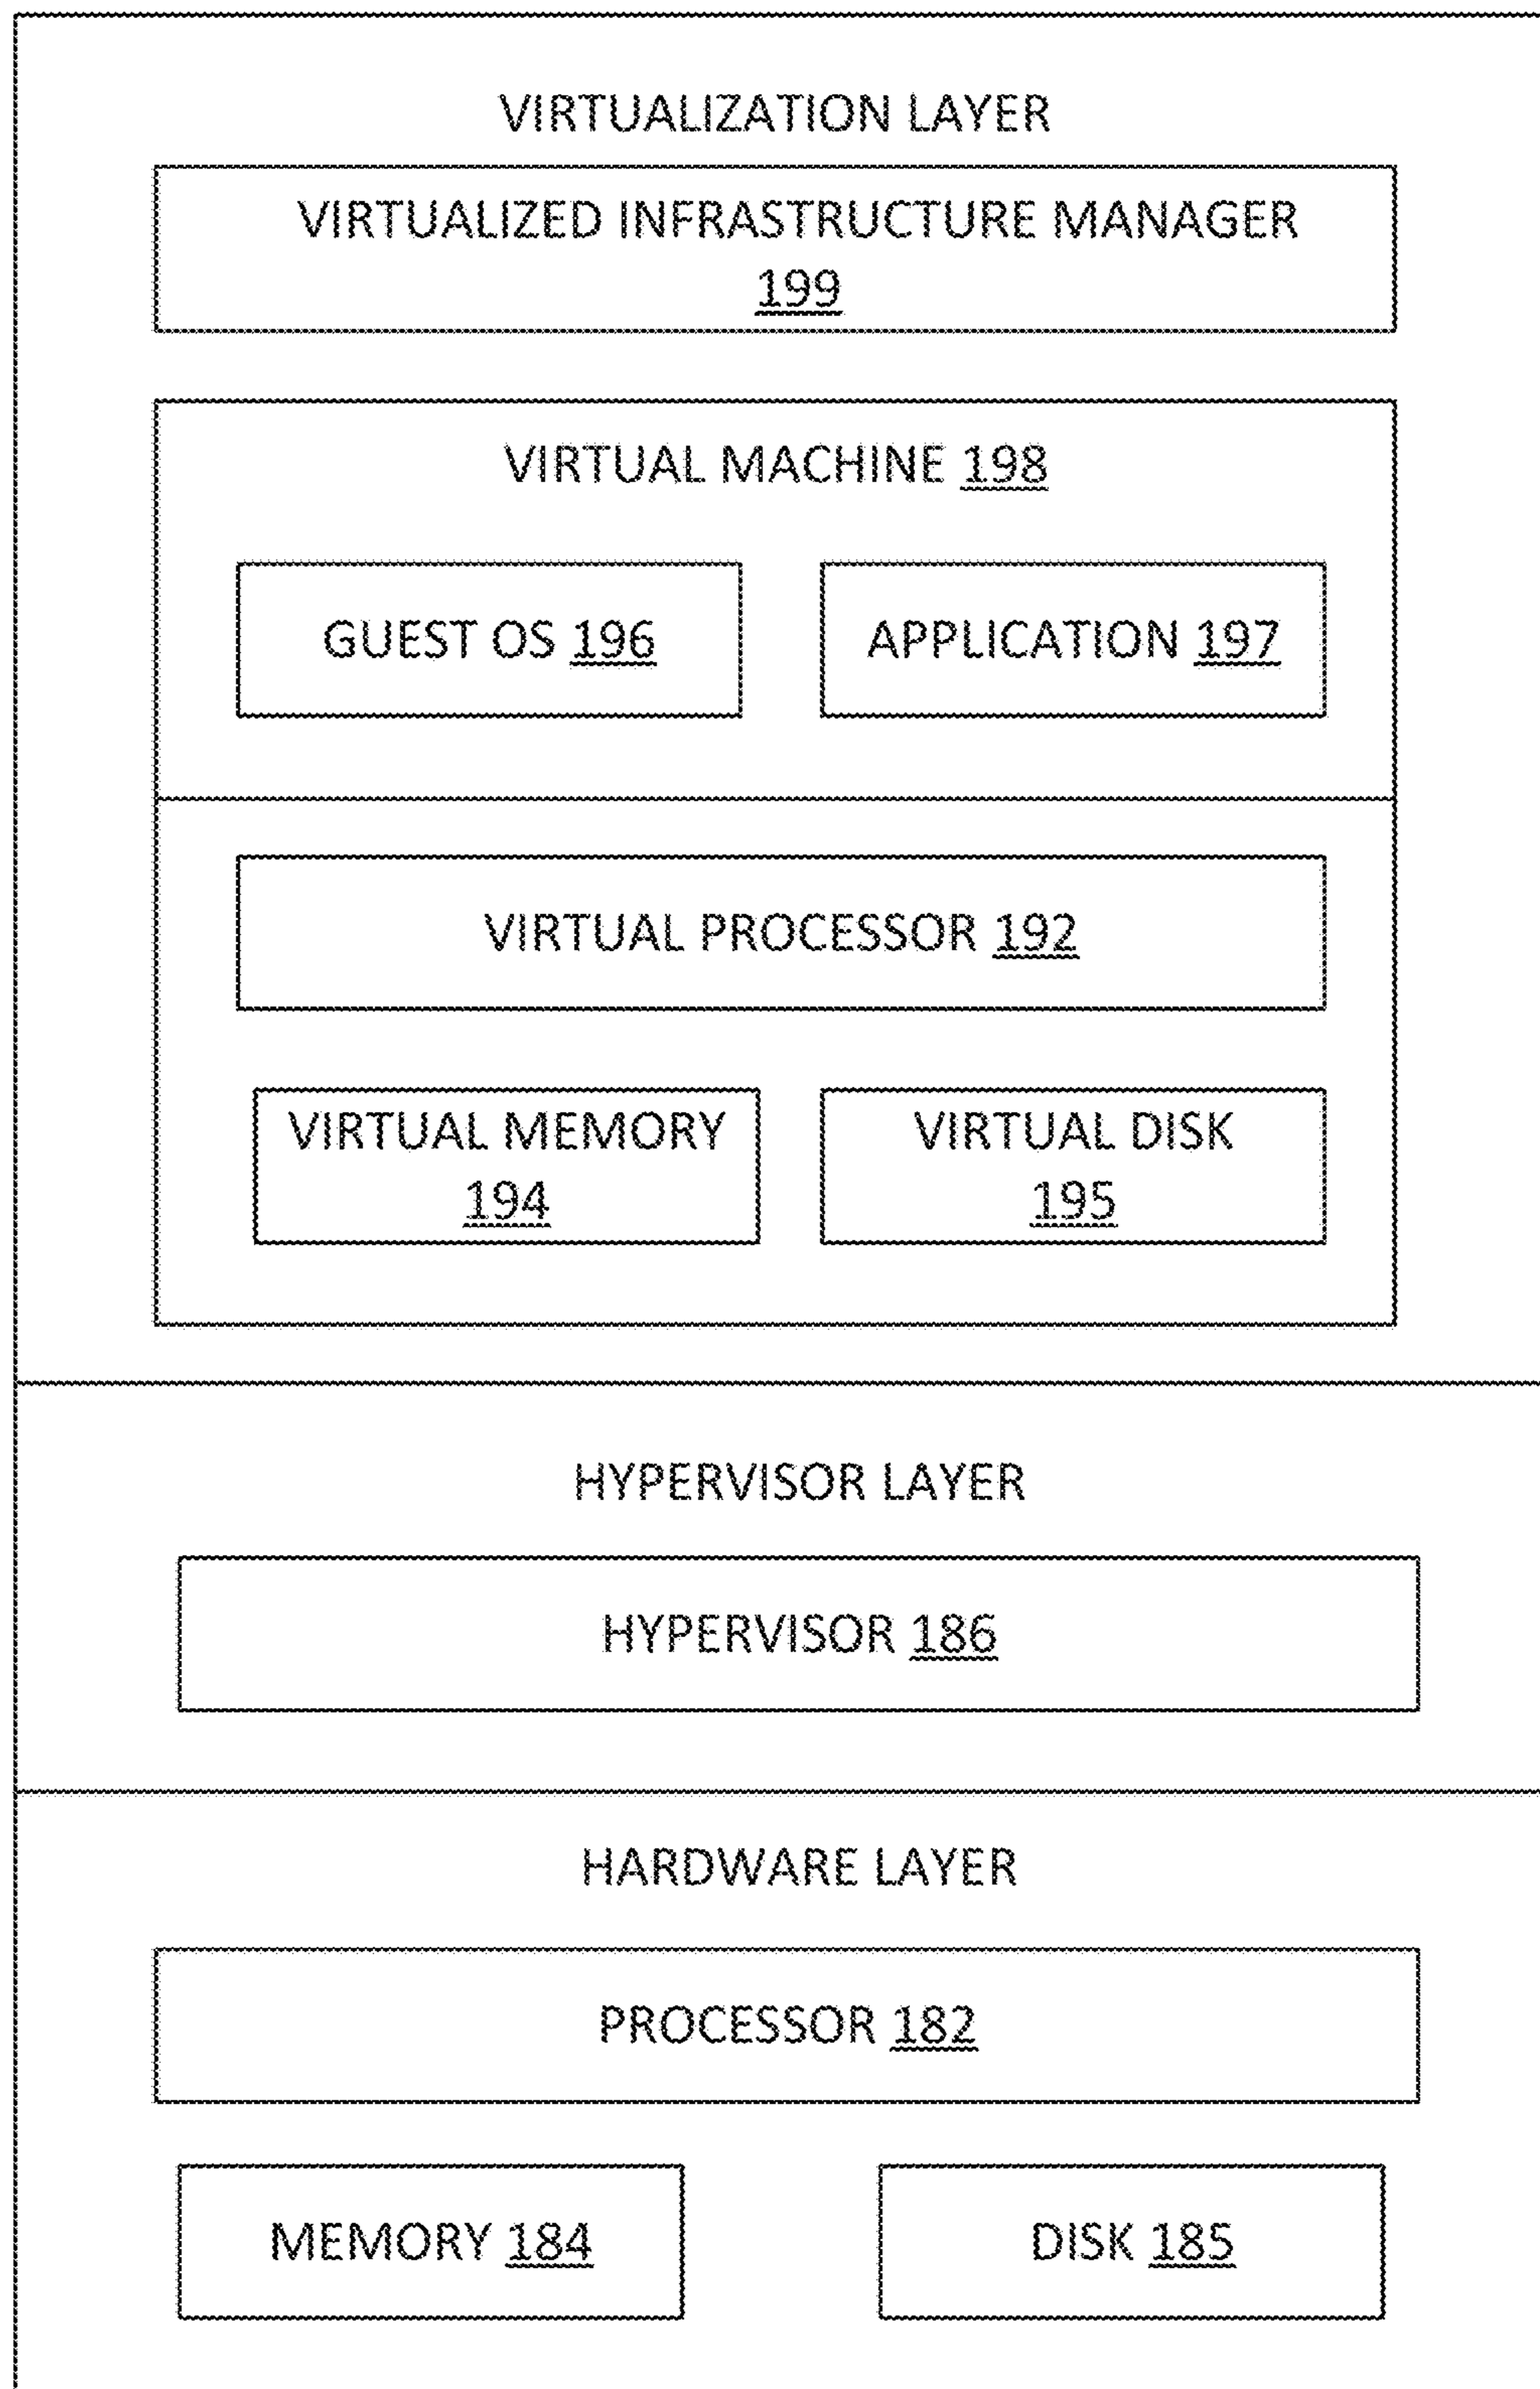 VIRTUALIZATION LAYER
VIRTUALIZED INFRASTRUCTURE MANAGER
199
VIRTUAL MACHINE 198
GUEST OS 196
APPLICATION 197
VIRTUAL PROCESSOR 192
VIRTUAL MEMORY
194
VIRTUAL DISK
195
HYPERVISOR LAYER
HYPERVISOR 186
HARDWARE LAYER
PROCESSOR 182
MEMORY 184
DISK 185